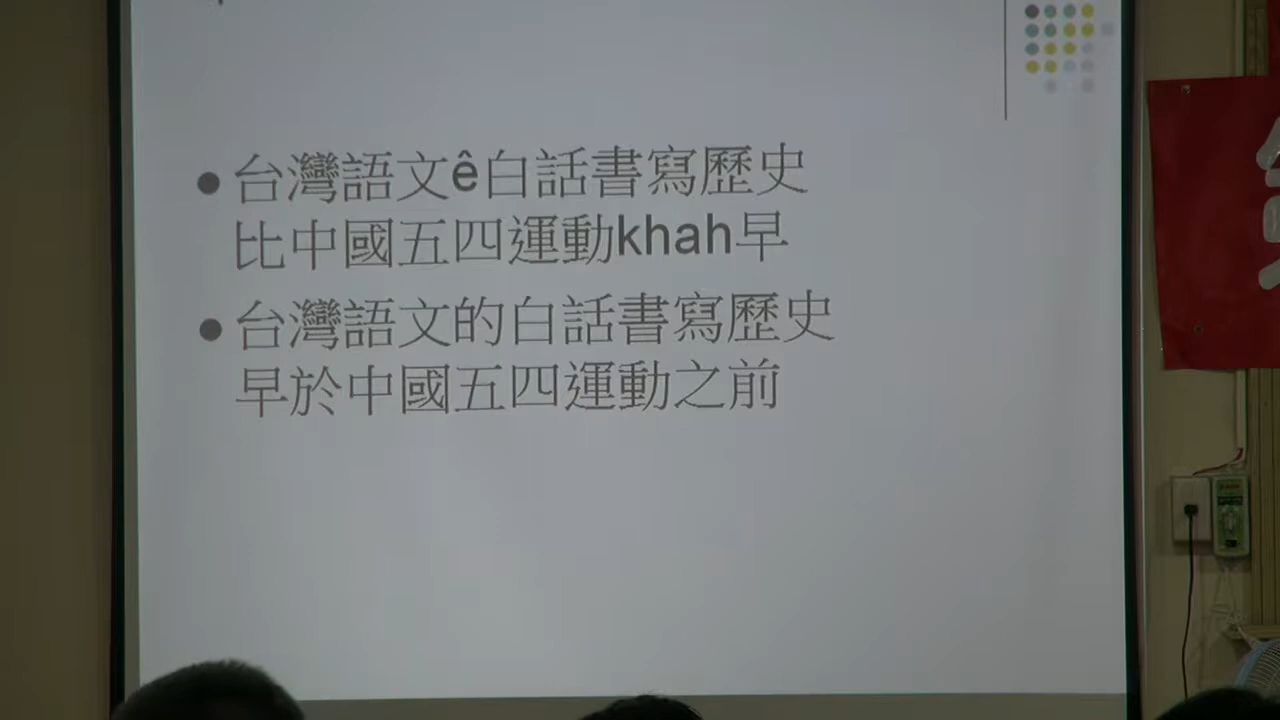 台灣語文ê白話書寫歷史
比中國五四運動khah早
台灣語文的白話書寫歷史
早於中國五四運動之前